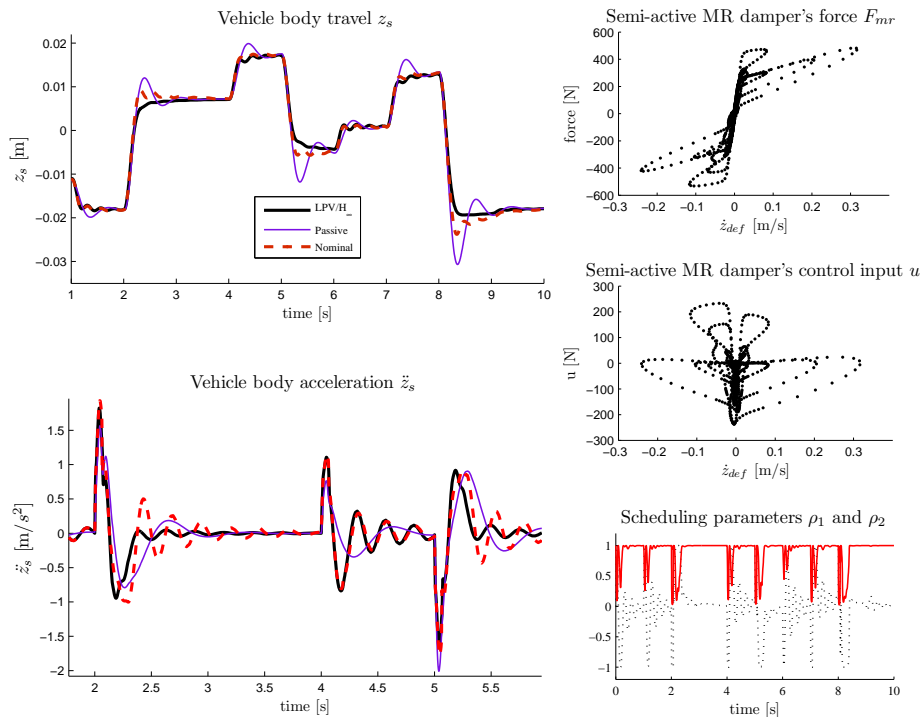 Vehicle body travel z_s
0.02
0.01
0
−0.01
−0.02
−0.03
z_s [m]
LPV/H_
Passive
Nominal
1 2 3 4 5 6 7 8 9 10
time [s]
Semi-active MR damper's force F_{mr}
600
400
200
0
−200
−400
−600
force [N]
−0.3 −0.2 −0.1 0 0.1 0.2 0.3
ż_{def} [m/s]
Semi-active MR damper's control input u
300
200
100
0
−100
−200
−300
u [N]
−0.3 −0.2 −0.1 0 0.1 0.2 0.3
ż_{def} [m/s]
Vehicle body acceleration z̈_s
1.5
1
0.5
0
−0.5
−1
−1.5
−2
z̈_s [m/s²]
2 2.5 3 3.5 4 4.5 5 5.5
time [s]
Scheduling parameters ρ₁ and ρ₂
1
0.5
0
−0.5
−1
0 2 4 6 8 10
time [s]